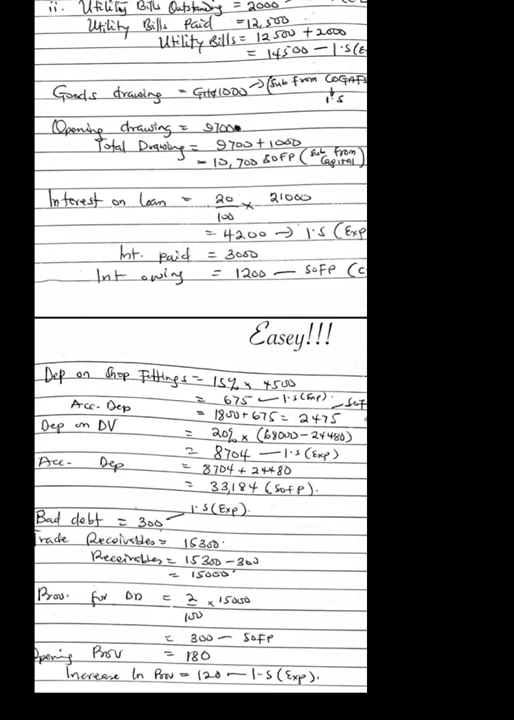 ii. Utility Bills Outstanding = 2000
Utility Bills Paid = 12,500
Utility Bills = 12500 + 2000
= 14500 — I.S (E
Goods drawing = GH¢1000 → (Sub from COGAFS
↓
I.S
Opening drawing = 9700
Total Drawing = 9700 + 1000
= 10,700 SOFP (Sub from Capital)
Interest on loan = 20/100 × 21000
= 4200 → I.S (Exp
Int. paid = 3000
Int owing = 1200 — SOFP (C
Easey!!!
Dep on Shop Fittings = 15% × 4500
= 675 — I.S (Exp).
Acc. Dep = 1800 + 675 = 2475 — SOF
Dep on DV = 20% × (68000 - 24480)
= 8704 — I.S (Exp)
Acc. Dep = 8704 + 24480
= 33,184 (SOFP).
Bad debt = 300 — I.S (Exp).
Trade Receivables = 15300.
Receivables = 15300 - 300
= 15000
Prov. for DD = 2/100 × 15000
= 300 — SOFP
Opening Prov = 180
Increase In Prov = 120 — I.S (Exp).